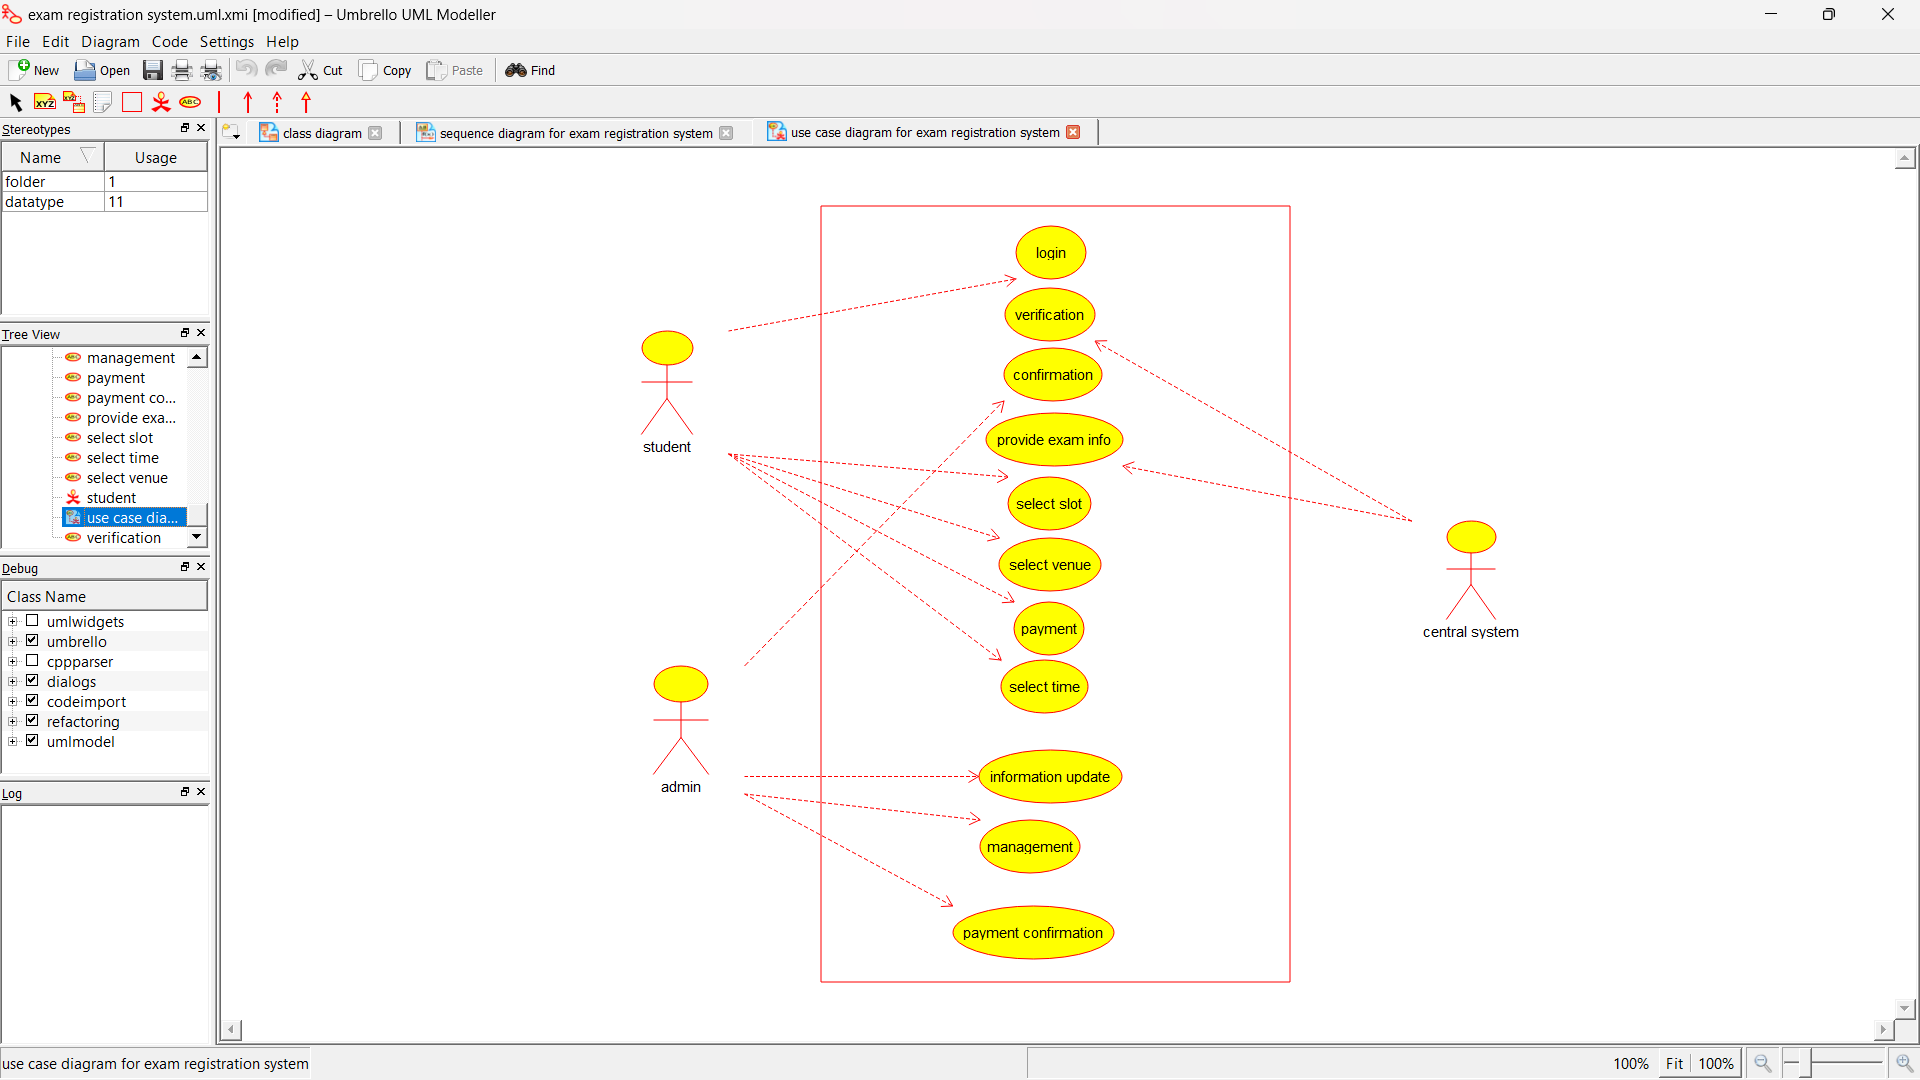 exam registration system.uml.xmi [modified] – Umbrello UML Modeller
File Edit Diagram Code Settings Help
New Open Cut Copy Paste Find
XYZ XYZ ABC
Stereotypes
class diagram
sequence diagram for exam registration system
use case diagram for exam registration system
Name Usage
folder 1
datatype 11
Tree View
management
payment
payment co...
provide exa...
select slot
select time
select venue
student
use case dia...
verification
Debug
Class Name
umlwidgets
umbrello
cppparser
dialogs
codeimport
refactoring
umlmodel
Log
login
verification
confirmation
provide exam info
select slot
select venue
payment
select time
information update
management
payment confirmation
student
admin
central system
use case diagram for exam registration system
100% Fit 100%